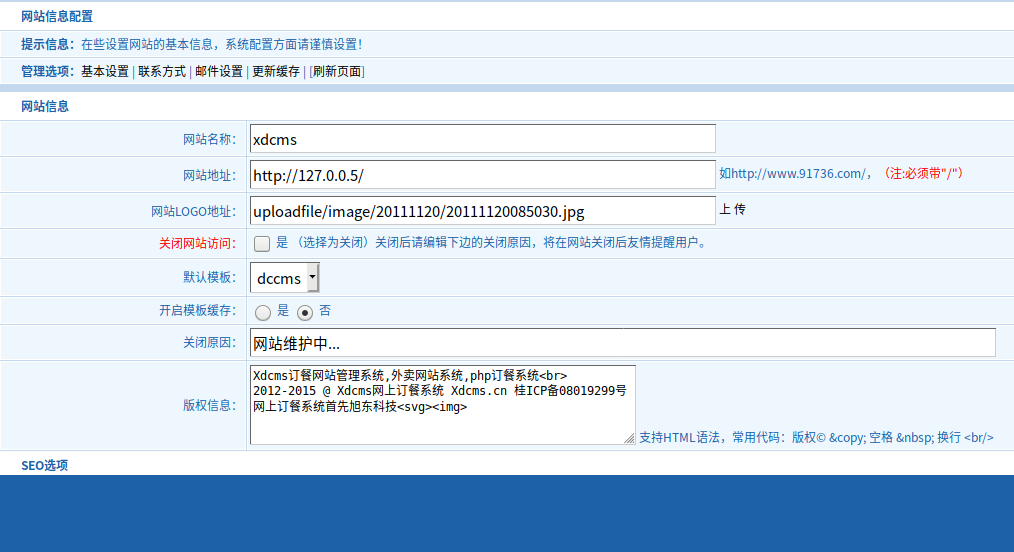 网站信息配置
提示信息：在些设置网站的基本信息，系统配置方面请谨慎设置！
管理选项：基本设置 | 联系方式 | 邮件设置 | 更新缓存 | [刷新页面]
网站信息
网站名称： xdcms
网站地址： http://127.0.0.5/ 如http://www.91736.com/，（注:必须带"/"）
网站LOGO地址： uploadfile/image/20111120/20111120085030.jpg 上 传
关闭网站访问： 是 （选择为关闭）关闭后请编辑下边的关闭原因，将在网站关闭后友情提醒用户。
默认模板： dccms
开启模板缓存： 是 否
关闭原因： 网站维护中...
Xdcms订餐网站管理系统,外卖网站系统,php订餐系统<br>
2012-2015 @ Xdcms网上订餐系统 Xdcms.cn 桂ICP备08019299号
版权信息： 网上订餐系统首先旭东科技<svg><img>
支持HTML语法，常用代码：版权© &copy; 空格 &nbsp; 换行 <br/>
SEO选项